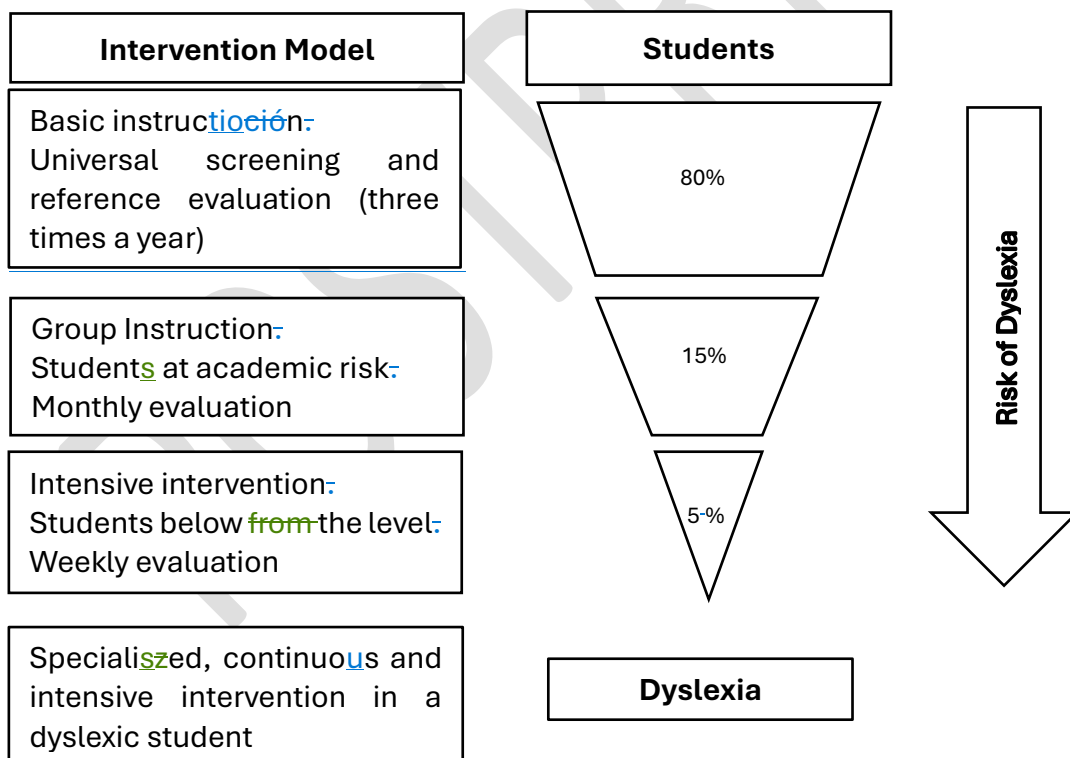 Intervention Model
Students
Basic instructioción.
Universal screening and
reference evaluation (three
times a year)
80%
Group Instruction.
Students at academic risk.
Monthly evaluation
15%
Intensive intervention.
Students below from the level.
Weekly evaluation
5-%
Risk of Dyslexia
Specialiszed, continuous and
intensive intervention in a
dyslexic student
Dyslexia